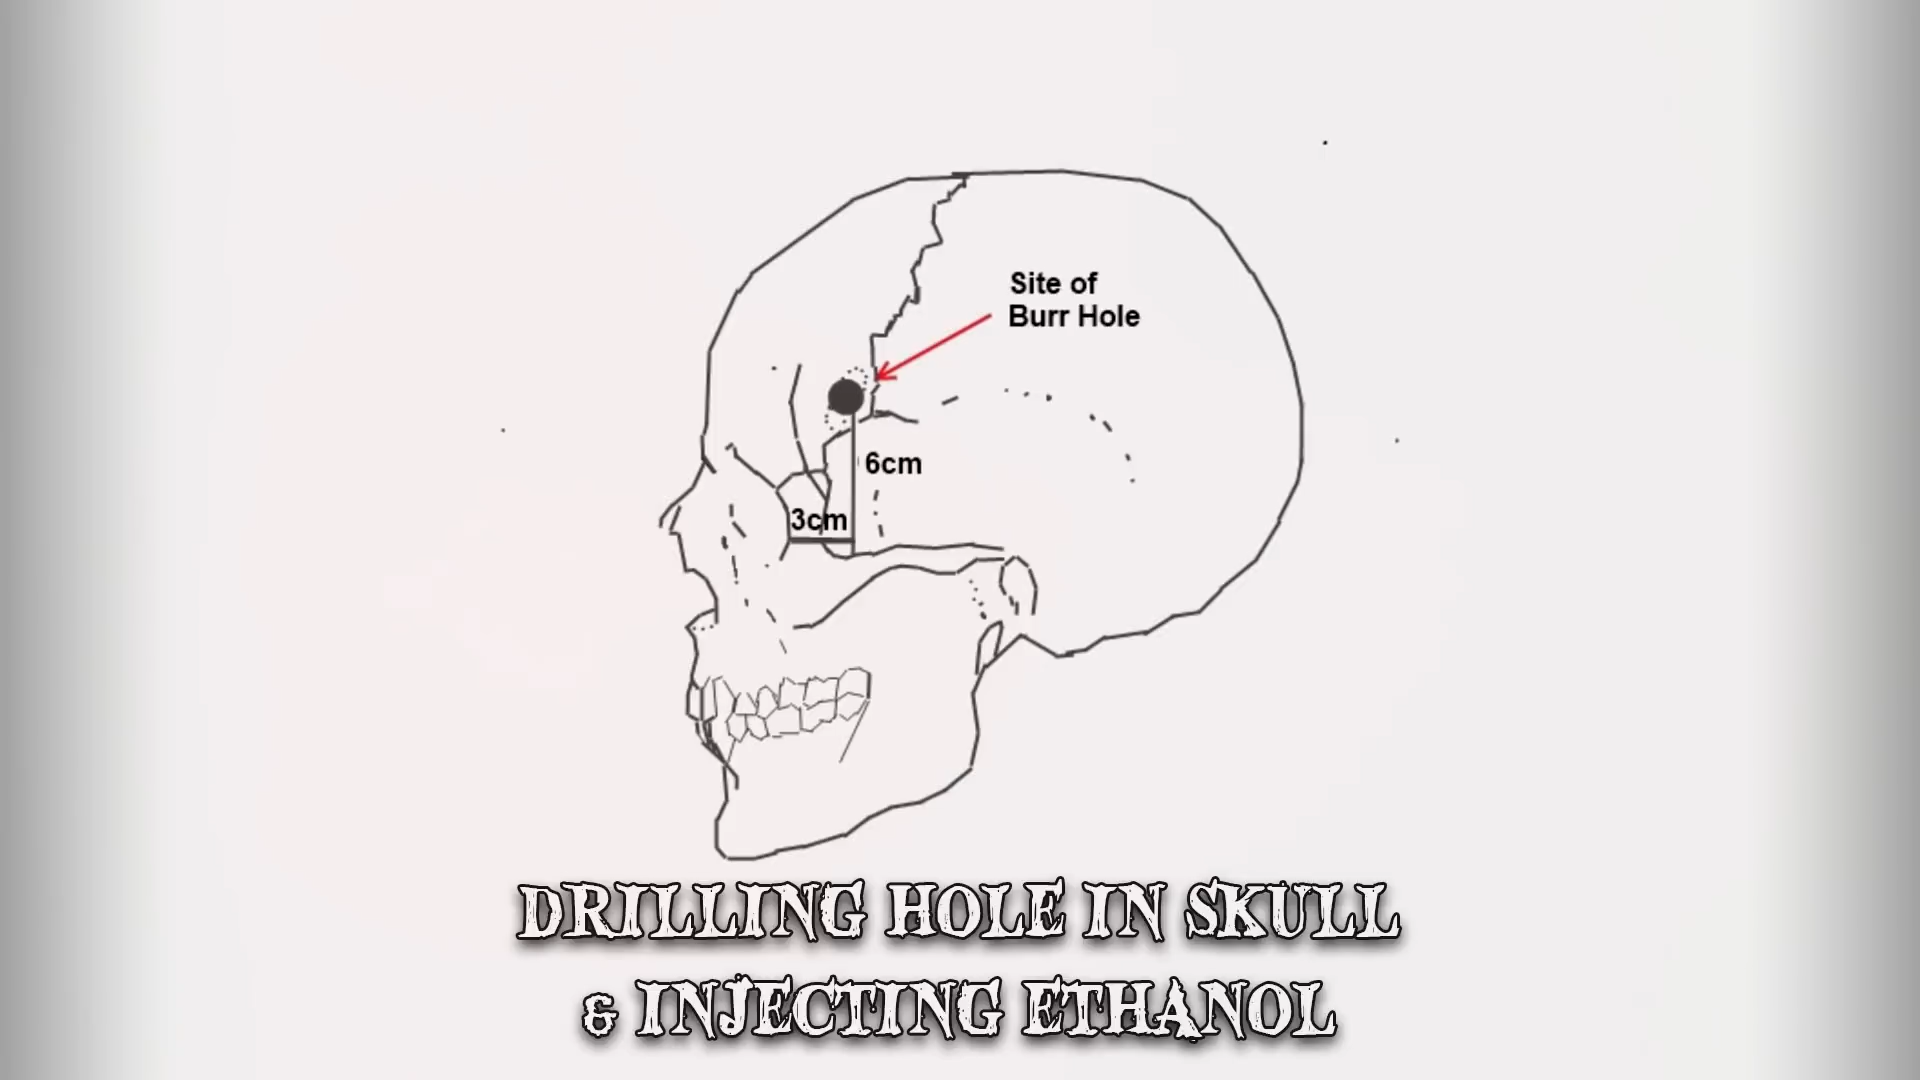 Site of
Burr Hole
6cm
3cm
DRILLING HOLE IN SKULL
& INJECTING ETHANOL